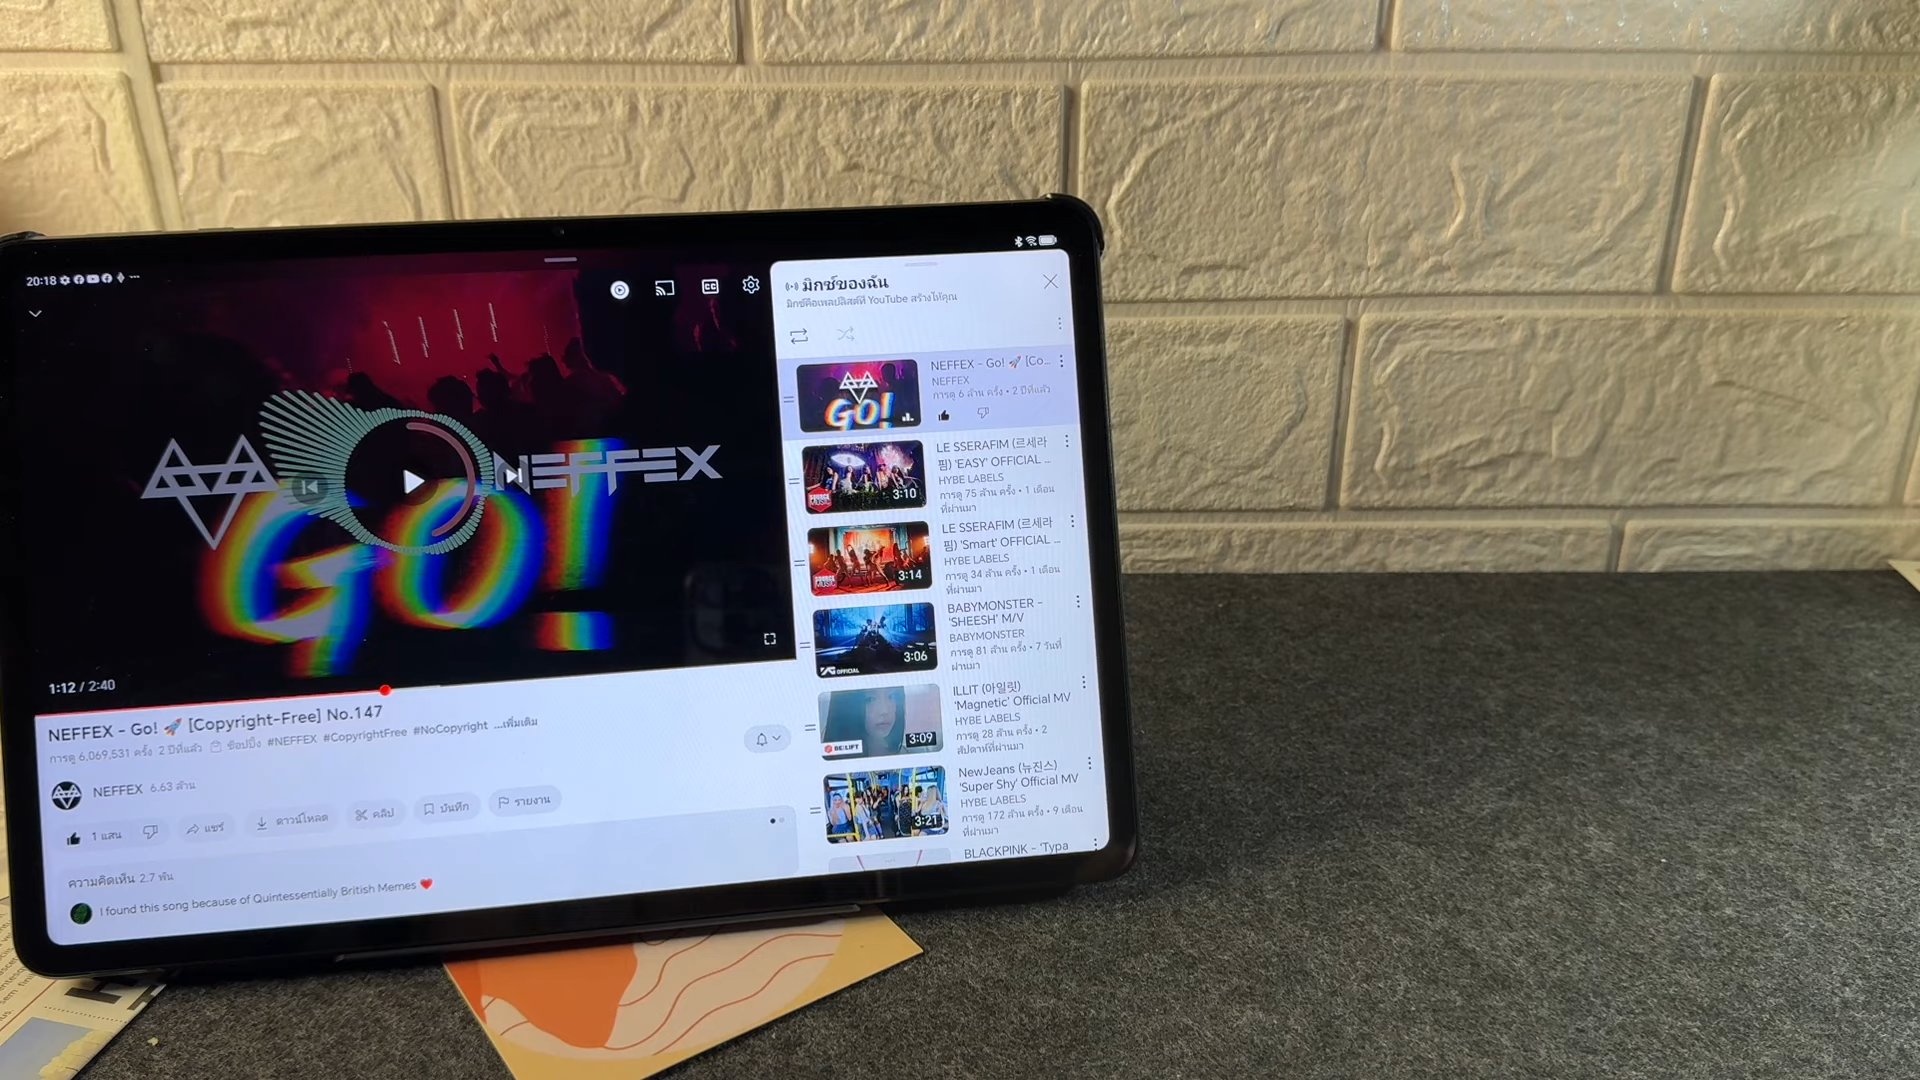 20:18
NEFFEX
GO!
1:12 / 2:40
NEFFEX - Go! 🚀 [Copyright-Free] No.147
การดู 6,069,531 ครั้ง 2 ปีที่แล้ว ช้อปปิ้ง #NEFFEX #CopyrightFree #NoCopyright ...เพิ่มเติม
NEFFEX 6.63 ล้าน
1 แสน แชร์ ดาวน์โหลด คลิป บันทึก รายงาน
ความคิดเห็น 2.7 พัน
I found this song because of Quintessentially British Memes ❤️
มิกซ์ของฉัน
มิกซ์คือเพลย์ลิสต์ที่ YouTube สร้างให้คุณ
GO!
NEFFEX - Go! 🚀 [Co...
NEFFEX
การดู 6 ล้าน ครั้ง • 2 ปีที่แล้ว
SOURCE MUSIC
3:10
LE SSERAFIM (르세라
핌) 'EASY' OFFICIAL ...
HYBE LABELS
การดู 75 ล้าน ครั้ง • 1 เดือน
ที่ผ่านมา
SOURCE MUSIC
3:14
LE SSERAFIM (르세라
핌) 'Smart' OFFICIAL ...
HYBE LABELS
การดู 34 ล้าน ครั้ง • 1 เดือน
ที่ผ่านมา
YG OFFICIAL
3:06
BABYMONSTER -
'SHEESH' M/V
BABYMONSTER
การดู 81 ล้าน ครั้ง • 7 วันที่
ผ่านมา
BE:LIFT
3:09
ILLIT (아일릿)
'Magnetic' Official MV
HYBE LABELS
การดู 28 ล้าน ครั้ง • 2
สัปดาห์ที่ผ่านมา
3:21
NewJeans (뉴진스)
'Super Shy' Official MV
HYBE LABELS
การดู 172 ล้าน ครั้ง • 9 เดือน
ที่ผ่านมา
BLACKPINK - 'Typa